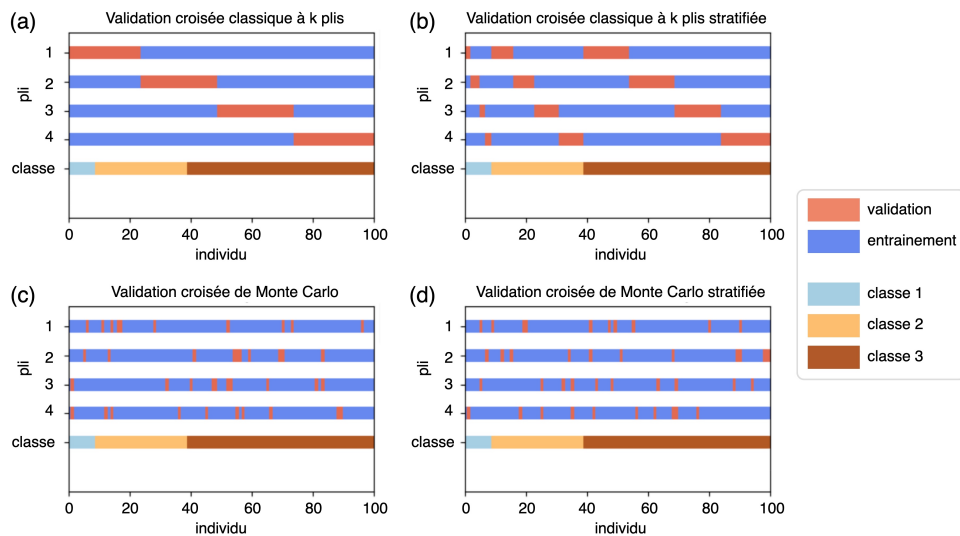 (a) Validation croisée classique à k plis
1
2
3
4
classe
pli
0 20 40 60 80 100
individu
(b) Validation croisée classique à k plis stratifiée
1
2
3
4
classe
pli
0 20 40 60 80 100
individu
validation
entrainement
classe 1
classe 2
classe 3
(c) Validation croisée de Monte Carlo
1
2
3
4
classe
pli
0 20 40 60 80 100
individu
(d) Validation croisée de Monte Carlo stratifiée
1
2
3
4
classe
pli
0 20 40 60 80 100
individu